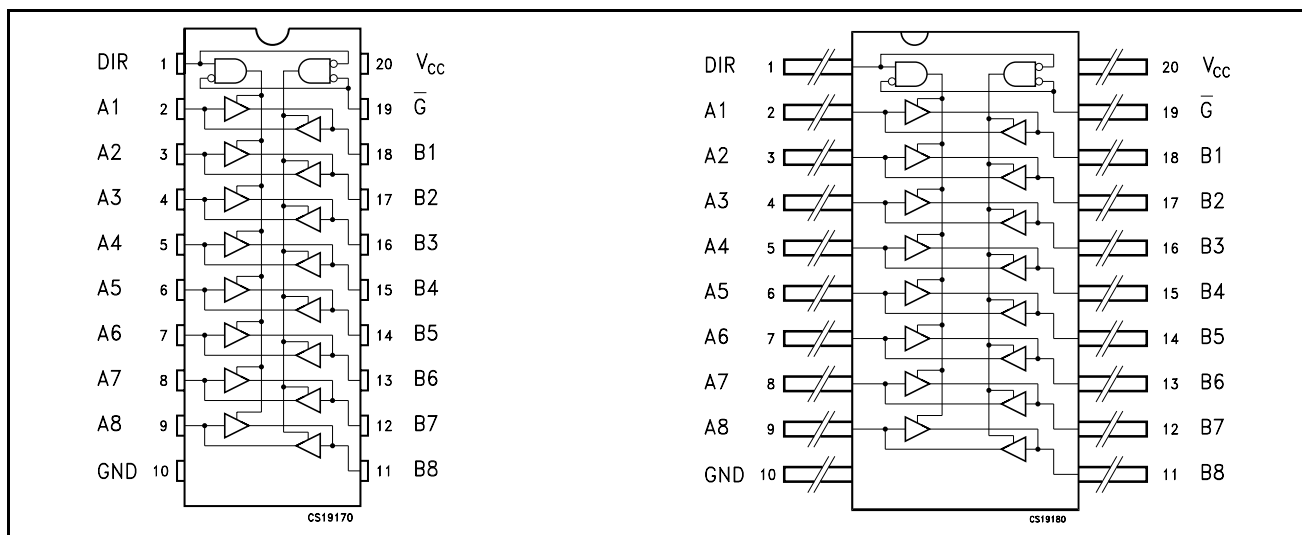 DIR 1 20 VCC
A1 2 19 G̅
A2 3 18 B1
A3 4 17 B2
A4 5 16 B3
A5 6 15 B4
A6 7 14 B5
A7 8 13 B6
A8 9 12 B7
GND 10 11 B8
CS19170
DIR 1 20 VCC
A1 2 19 G̅
A2 3 18 B1
A3 4 17 B2
A4 5 16 B3
A5 6 15 B4
A6 7 14 B5
A7 8 13 B6
A8 9 12 B7
GND 10 11 B8
CS19180